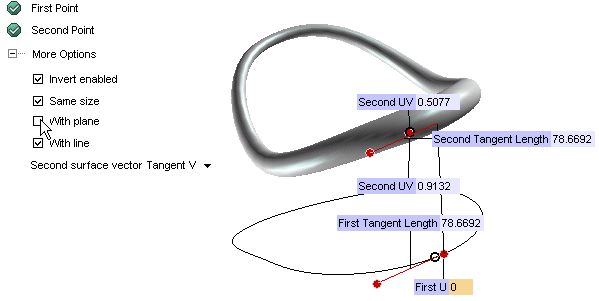 First Point
Second Point
More Options
Invert enabled
Same size
With plane
With line
Second surface vector Tangent V
Second UV 0.5077
Second Tangent Length 78.6692
Second UV 0.9132
First Tangent Length 78.6692
First U 0